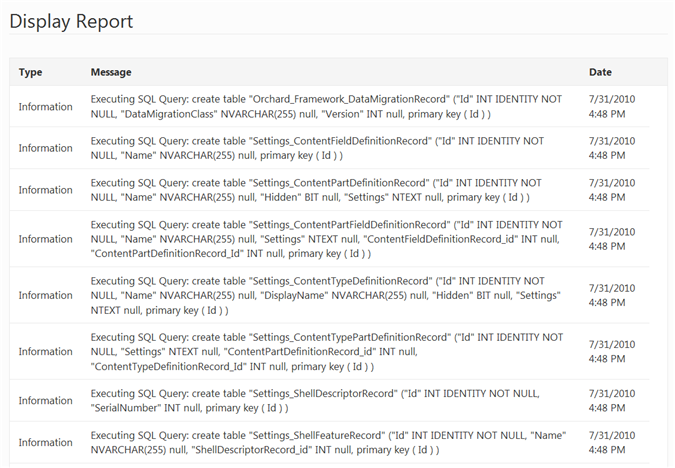 Display Report
Type Message Date
Executing SQL Query: create table "Orchard_Framework_DataMigrationRecord" ("Id" INT IDENTITY NOT 7/31/2010
Information
NULL, "DataMigrationClass" NVARCHAR(255) null, "Version" INT null, primary key ( Id ) ) 4:48 PM
Executing SQL Query: create table "Settings_ContentFieldDefinitionRecord" ("Id" INT IDENTITY NOT 7/31/2010
Information
NULL, "Name" NVARCHAR(255) null, primary key ( Id ) ) 4:48 PM
Executing SQL Query: create table "Settings_ContentPartDefinitionRecord" ("Id" INT IDENTITY NOT 7/31/2010
Information
NULL, "Name" NVARCHAR(255) null, "Hidden" BIT null, "Settings" NTEXT null, primary key ( Id ) ) 4:48 PM
Executing SQL Query: create table "Settings_ContentPartFieldDefinitionRecord" ("Id" INT IDENTITY NOT 7/31/2010
Information NULL, "Name" NVARCHAR(255) null, "Settings" NTEXT null, "ContentFieldDefinitionRecord_id" INT null,
"ContentPartDefinitionRecord_Id" INT null, primary key ( Id ) ) 4:48 PM
Executing SQL Query: create table "Settings_ContentTypeDefinitionRecord" ("Id" INT IDENTITY NOT 7/31/2010
Information NULL, "Name" NVARCHAR(255) null, "DisplayName" NVARCHAR(255) null, "Hidden" BIT null, "Settings"
NTEXT null, primary key ( Id ) ) 4:48 PM
Executing SQL Query: create table "Settings_ContentTypePartDefinitionRecord" ("Id" INT IDENTITY NOT 7/31/2010
Information NULL, "Settings" NTEXT null, "ContentPartDefinitionRecord_id" INT null,
"ContentTypeDefinitionRecord_Id" INT null, primary key ( Id ) ) 4:48 PM
Executing SQL Query: create table "Settings_ShellDescriptorRecord" ("Id" INT IDENTITY NOT NULL, 7/31/2010
Information
"SerialNumber" INT null, primary key ( Id ) ) 4:48 PM
Executing SQL Query: create table "Settings_ShellFeatureRecord" ("Id" INT IDENTITY NOT NULL, "Name" 7/31/2010
Information
NVARCHAR(255) null, "ShellDescriptorRecord_id" INT null, primary key ( Id ) ) 4:48 PM